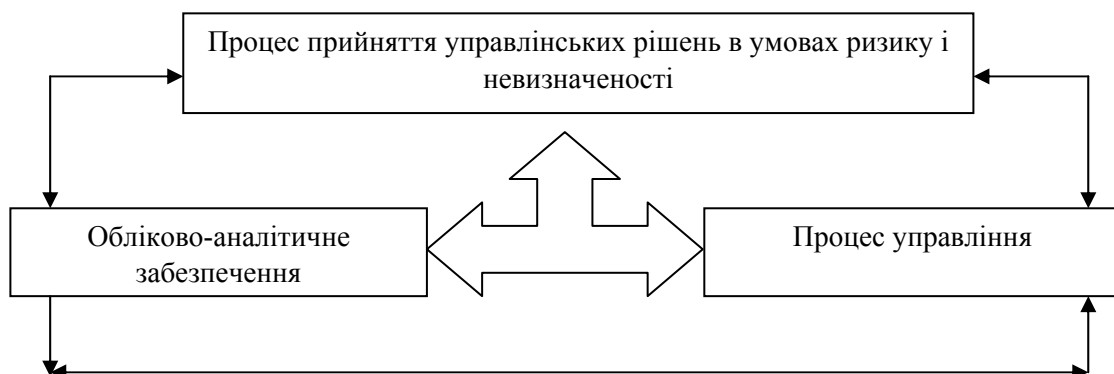 Процес прийняття управлінських рішень в умовах ризику і
невизначеності
Обліково-аналітичне
забезпечення
Процес управління